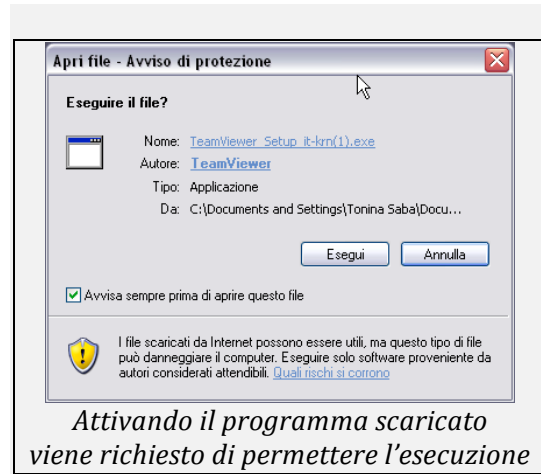 Apri file - Avviso di protezione
Eseguire il file?
Nome: TeamViewer_Setup_it-krn(1).exe
Autore: TeamViewer
Tipo: Applicazione
Da: C:\Documents and Settings\Tonina Saba\Docu...
Esegui Annulla
Avvisa sempre prima di aprire questo file
I file scaricati da Internet possono essere utili, ma questo tipo di file
può danneggiare il computer. Eseguire solo software proveniente da
autori considerati attendibili. Quali rischi si corrono
Attivando il programma scaricato
viene richiesto di permettere l'esecuzione